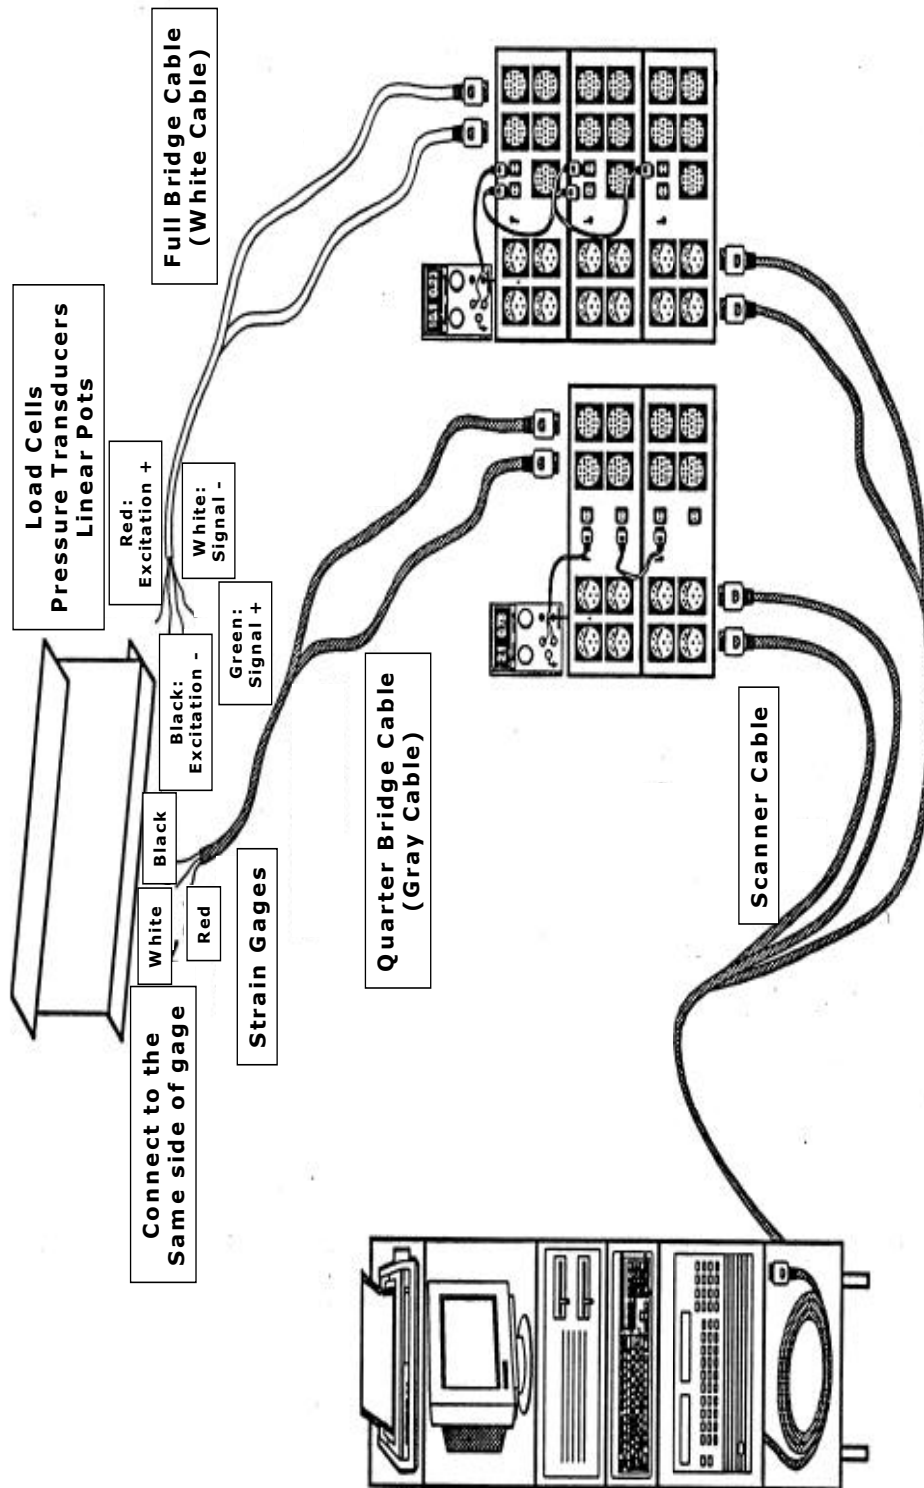 Load Cells
Pressure Transducers
Linear Pots
Full Bridge Cable
(White Cable)
Red:
Excitation +
White:
Signal -
Black:
Excitation -
Green:
Signal +
Black
White
Red
Connect to the
Same side of gage
Strain Gages
Quarter Bridge Cable
(Gray Cable)
Scanner Cable